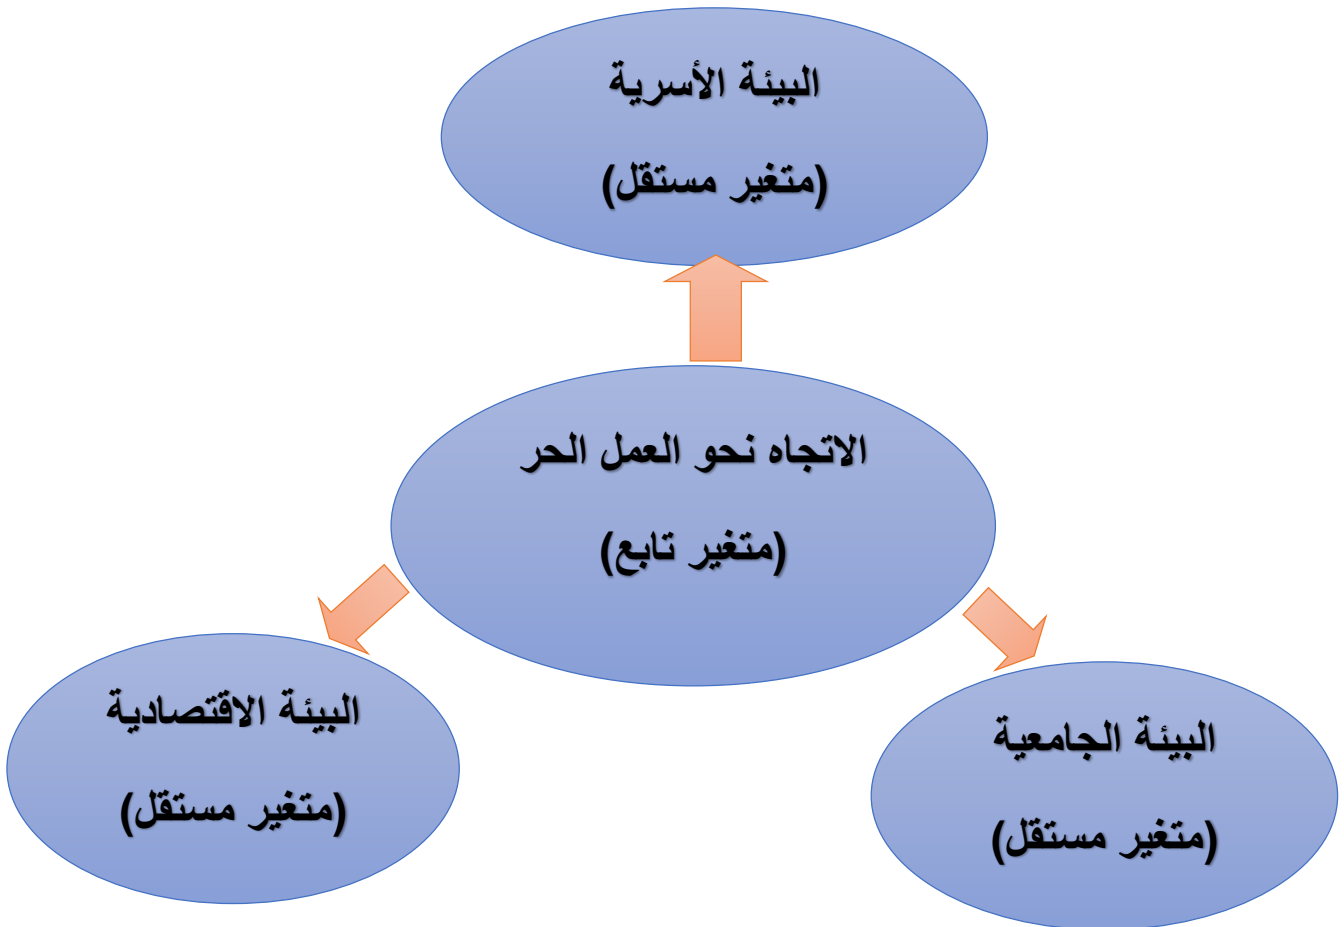 البيئة الأسرية
(متغير مستقل)
الاتجاه نحو العمل الحر
(متغير تابع)
البيئة الاقتصادية
(متغير مستقل)
البيئة الجامعية
(متغير مستقل)